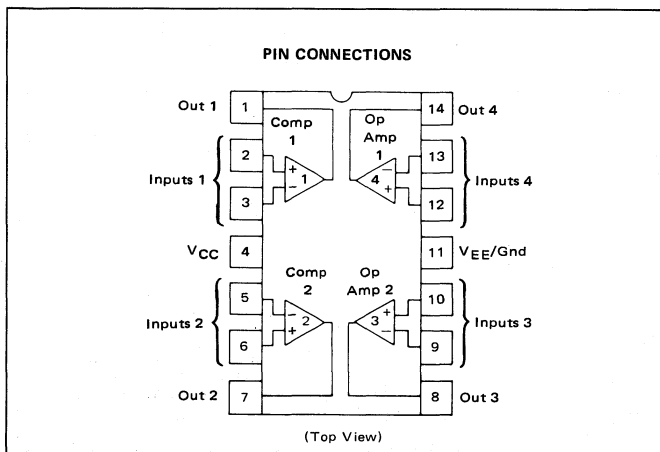 PIN CONNECTIONS
Out 1 1 14 Out 4
Comp 1
Op Amp 1
Inputs 1
2
3
+
−
1
−
+
4
13
12
Inputs 4
VCC 4
11 VEE/Gnd
Comp 2
Op Amp 2
Inputs 2
5
6
−
+
2
+
−
3
10
9
Inputs 3
Out 2 7 8 Out 3
(Top View)